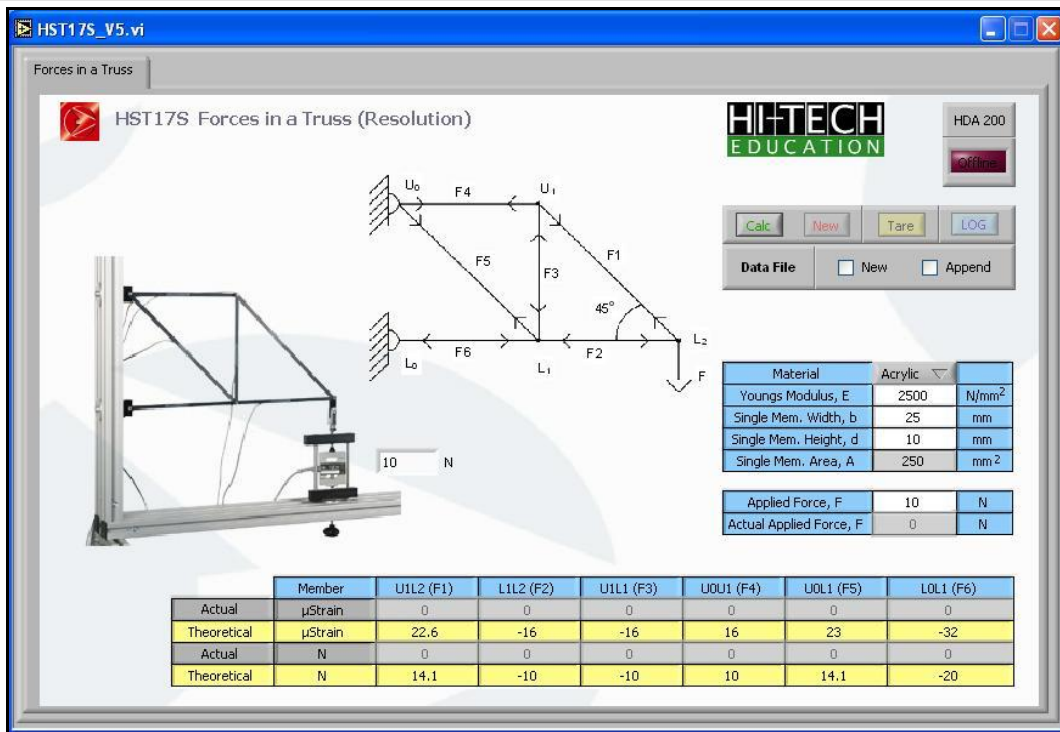 HST17S_V5.vi
Forces in a Truss
HST17S Forces in a Truss (Resolution)
HI-TECH
EDUCATION
HDA 200
Offline
Calc New Tare LOG
Data File New Append
U₀ F4 U₁
F5 F3 F1
45°
L₀ F6 L₁ F2 L₂
F
10 N
Material Acrylic
Youngs Modulus, E 2500 N/mm²
Single Mem. Width, b 25 mm
Single Mem. Height, d 10 mm
Single Mem. Area, A 250 mm²
Applied Force, F 10 N
Actual Applied Force, F 0 N
Member U1L2 (F1) L1L2 (F2) U1L1 (F3) U0U1 (F4) U0L1 (F5) L0L1 (F6)
Actual µStrain 0 0 0 0 0 0
Theoretical µStrain 22.6 -16 -16 16 23 -32
Actual N 0 0 0 0 0 0
Theoretical N 14.1 -10 -10 10 14.1 -20